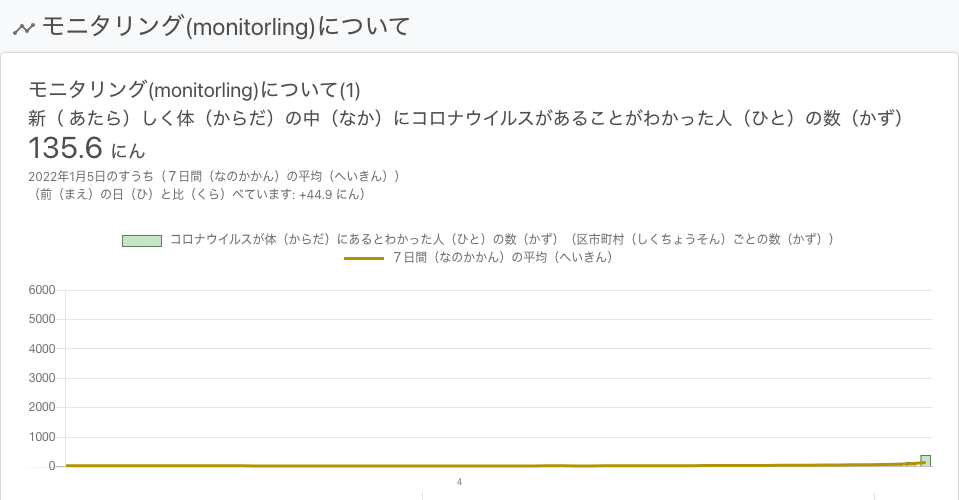 モニタリング(monitorling)について
モニタリング(monitorling)について(1)
新（ あたら）しく体（からだ）の中（なか）にコロナウイルスがあることがわかった人（ひと）の数（かず）
135.6 にん
2022年1月5日のすうち（７日間（なのかかん）の平均（へいきん））
（前（まえ）の日（ひ）と比（くら）べています: +44.9 にん）
コロナウイルスが体（からだ）にあるとわかった人（ひと）の数（かず）（区市町村（しくちょうそん）ごとの数（かず））
７日間（なのかかん）の平均（へいきん）
6000
5000
4000
3000
2000
1000
0
4